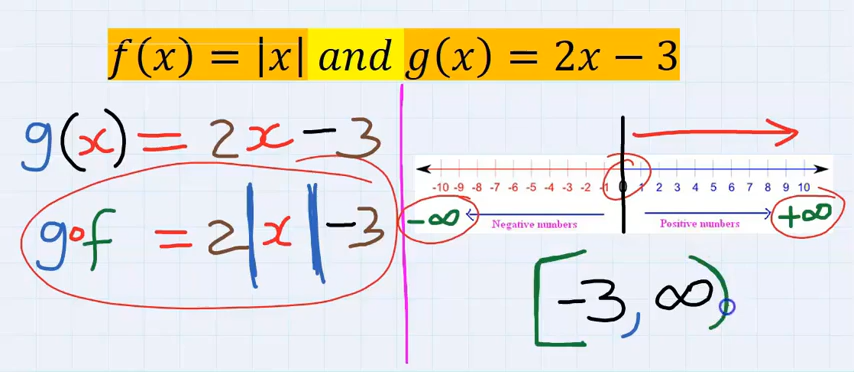 f(x) = |x| and g(x) = 2x − 3
g(x) = 2x − 3
g∘f = 2|x| − 3
-10 -9 -8 -7 -6 -5 -4 -3 -2 -1 0 1 2 3 4 5 6 7 8 9 10
−∞ Negative numbers Positive numbers +∞
[−3, ∞)